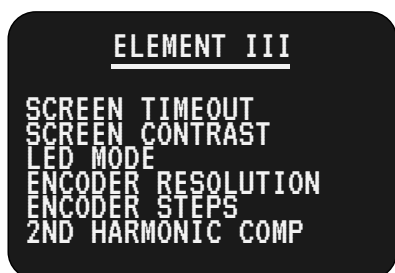 ELEMENT III
SCREEN TIMEOUT
SCREEN CONTRAST
LED MODE
ENCODER RESOLUTION
ENCODER STEPS
2ND HARMONIC COMP